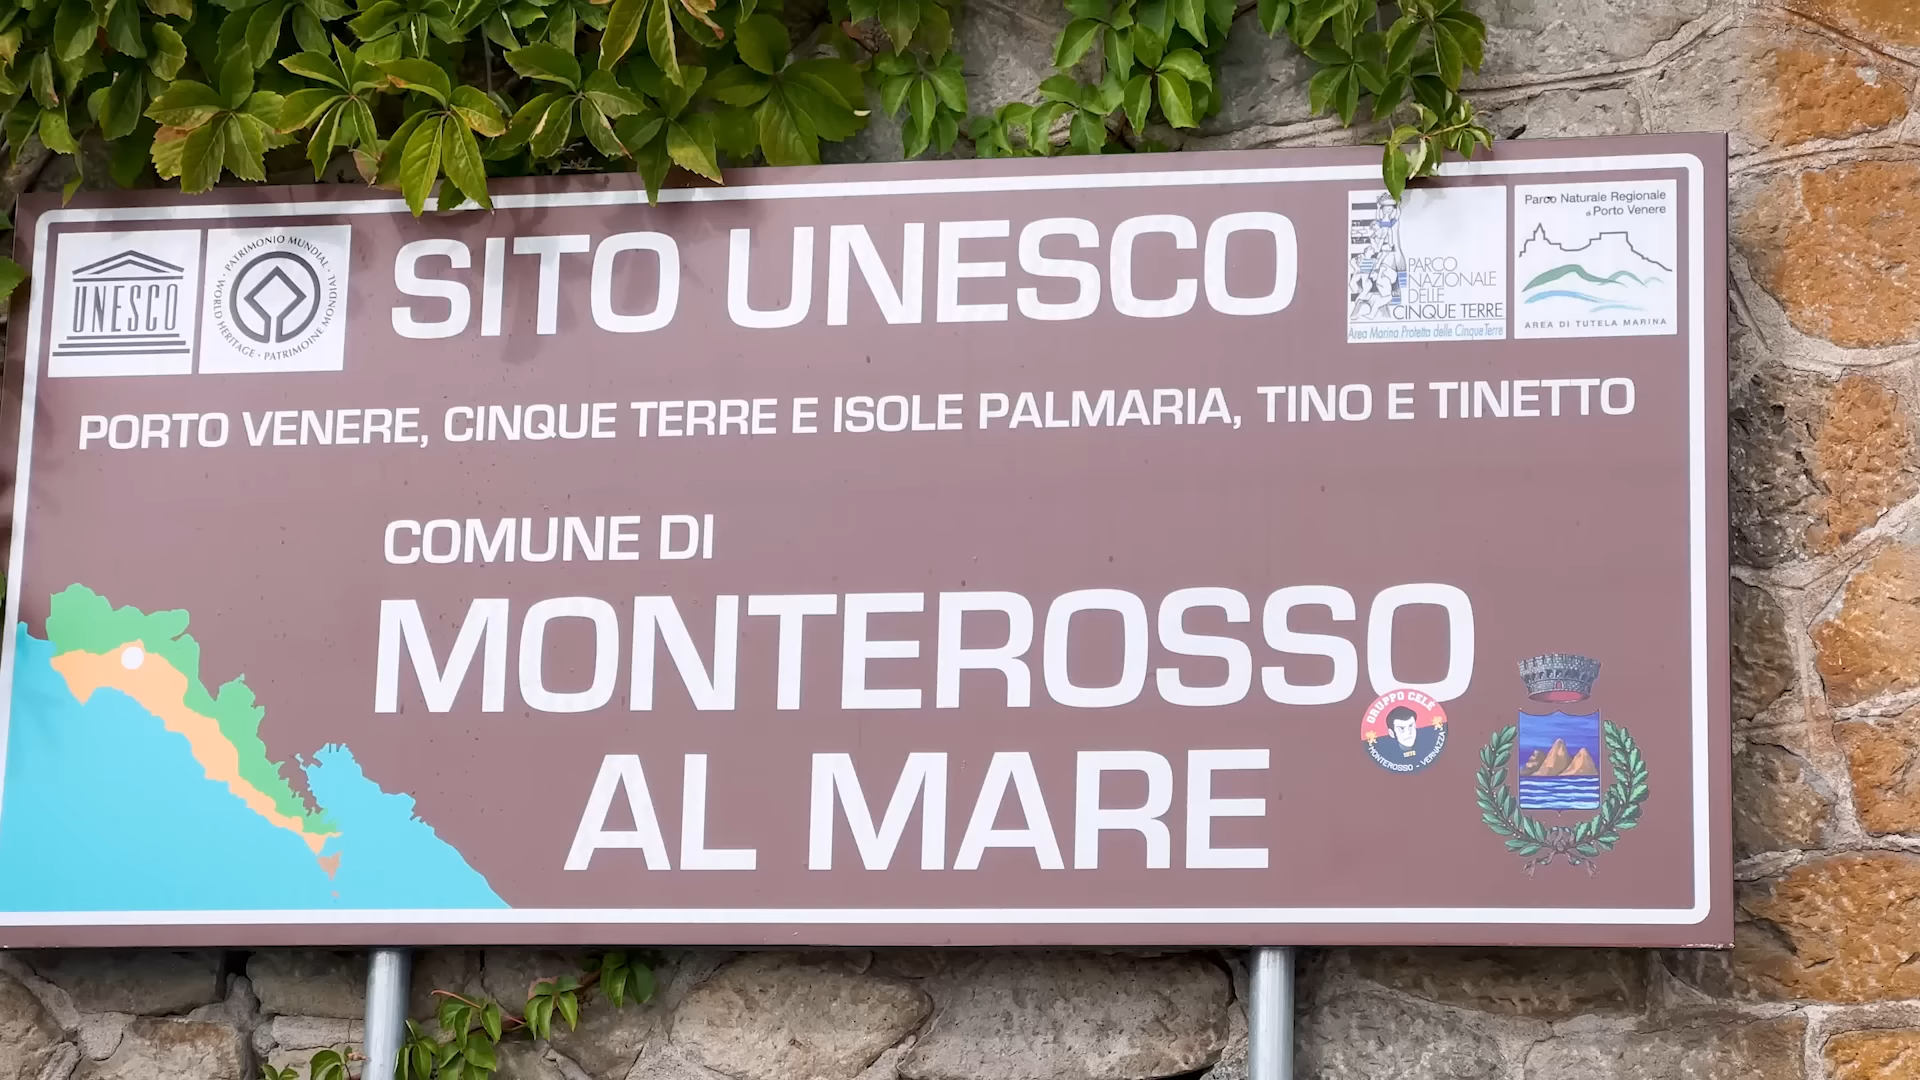 UNESCO
PATRIMONIO MUNDIAL · WORLD HERITAGE · PATRIMOINE MONDIAL ·
SITO UNESCO
PARCO
NAZIONALE
DELLE
CINQUE TERRE
Area Marina Protetta delle Cinque Terre
Parco Naturale Regionale
di Porto Venere
AREA DI TUTELA MARINA
PORTO VENERE, CINQUE TERRE E ISOLE PALMARIA, TINO E TINETTO
COMUNE DI
MONTEROSSO
AL MARE
GRUPPO CELÈ
MONTEROSSO - VERNAZZA